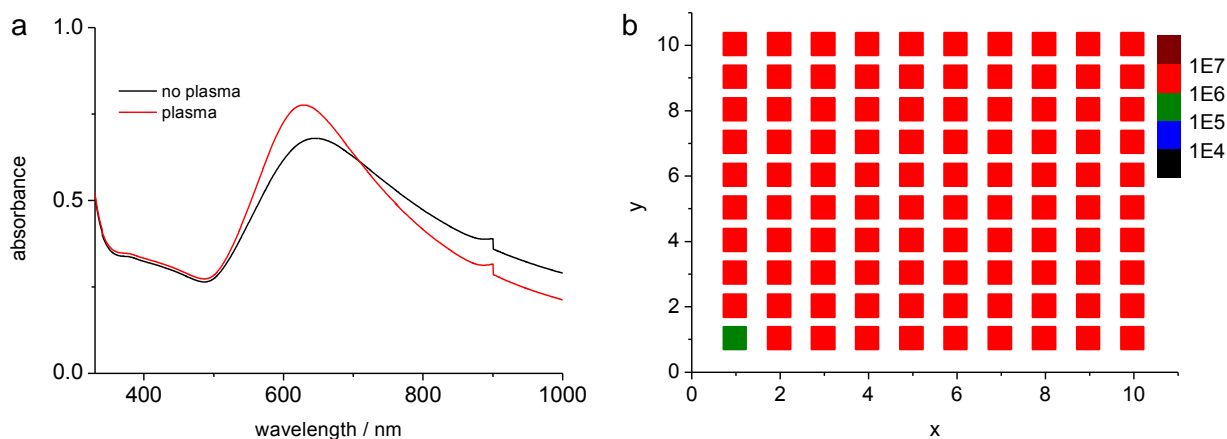 a
1.0
0.5
0.0
absorbance
no plasma
plasma
400 600 800 1000
wavelength / nm
b
10
8
6
4
2
0
y
0 2 4 6 8 10
x
1E7
1E6
1E5
1E4